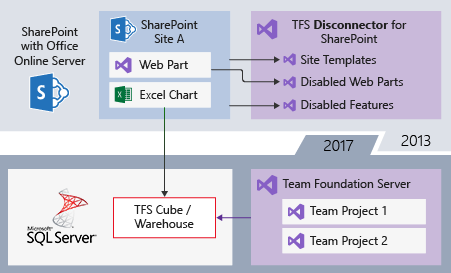 SharePoint
with Office
Online Server
SharePoint
Site A
Web Part
Excel Chart
TFS Disconnector for
SharePoint
Site Templates
Disabled Web Parts
Disabled Features
2017
2013
Microsoft
SQL Server
TFS Cube /
Warehouse
Team Foundation Server
Team Project 1
Team Project 2